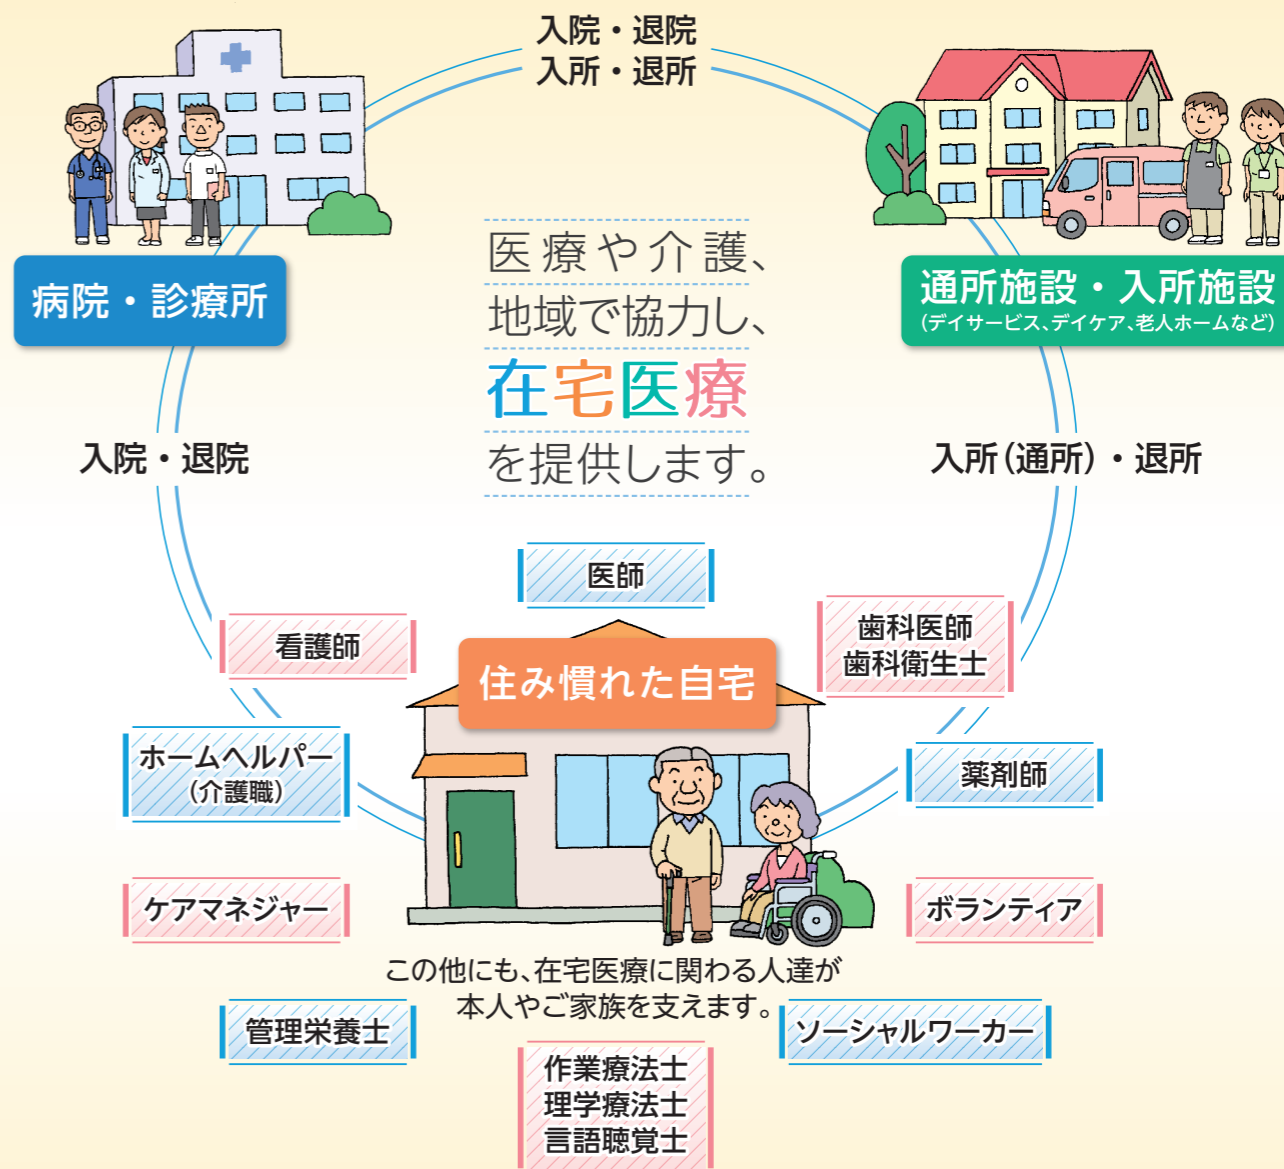 入院・退院
入所・退所
病院・診療所
通所施設・入所施設
(デイサービス、デイケア、老人ホームなど)
医療や介護、
地域で協力し、
在宅医療
を提供します。
入院・退院
入所(通所)・退所
医師
看護師
歯科医師
歯科衛生士
住み慣れた自宅
ホームヘルパー
(介護職)
薬剤師
ケアマネジャー
ボランティア
この他にも、在宅医療に関わる人達が
本人やご家族を支えます。
管理栄養士
ソーシャルワーカー
作業療法士
理学療法士
言語聴覚士